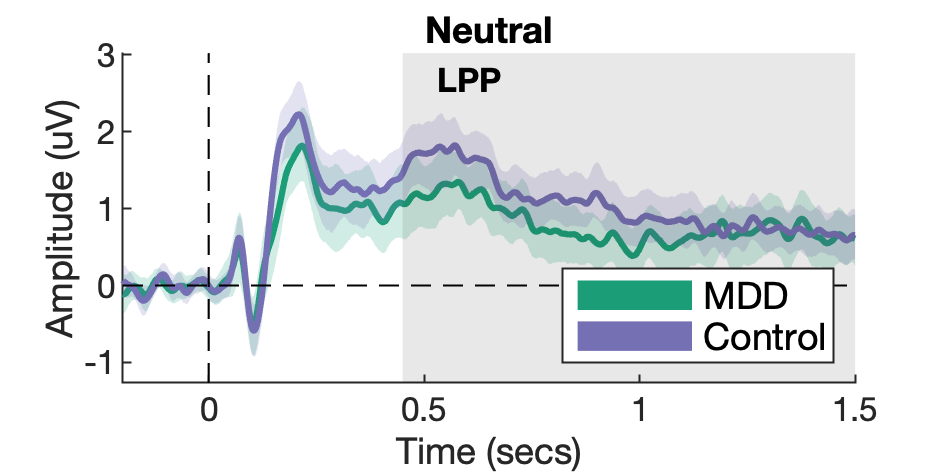 Neutral
LPP
3
2
1
0
-1
Amplitude (uV)
MDD
Control
0 0.5 1 1.5
Time (secs)